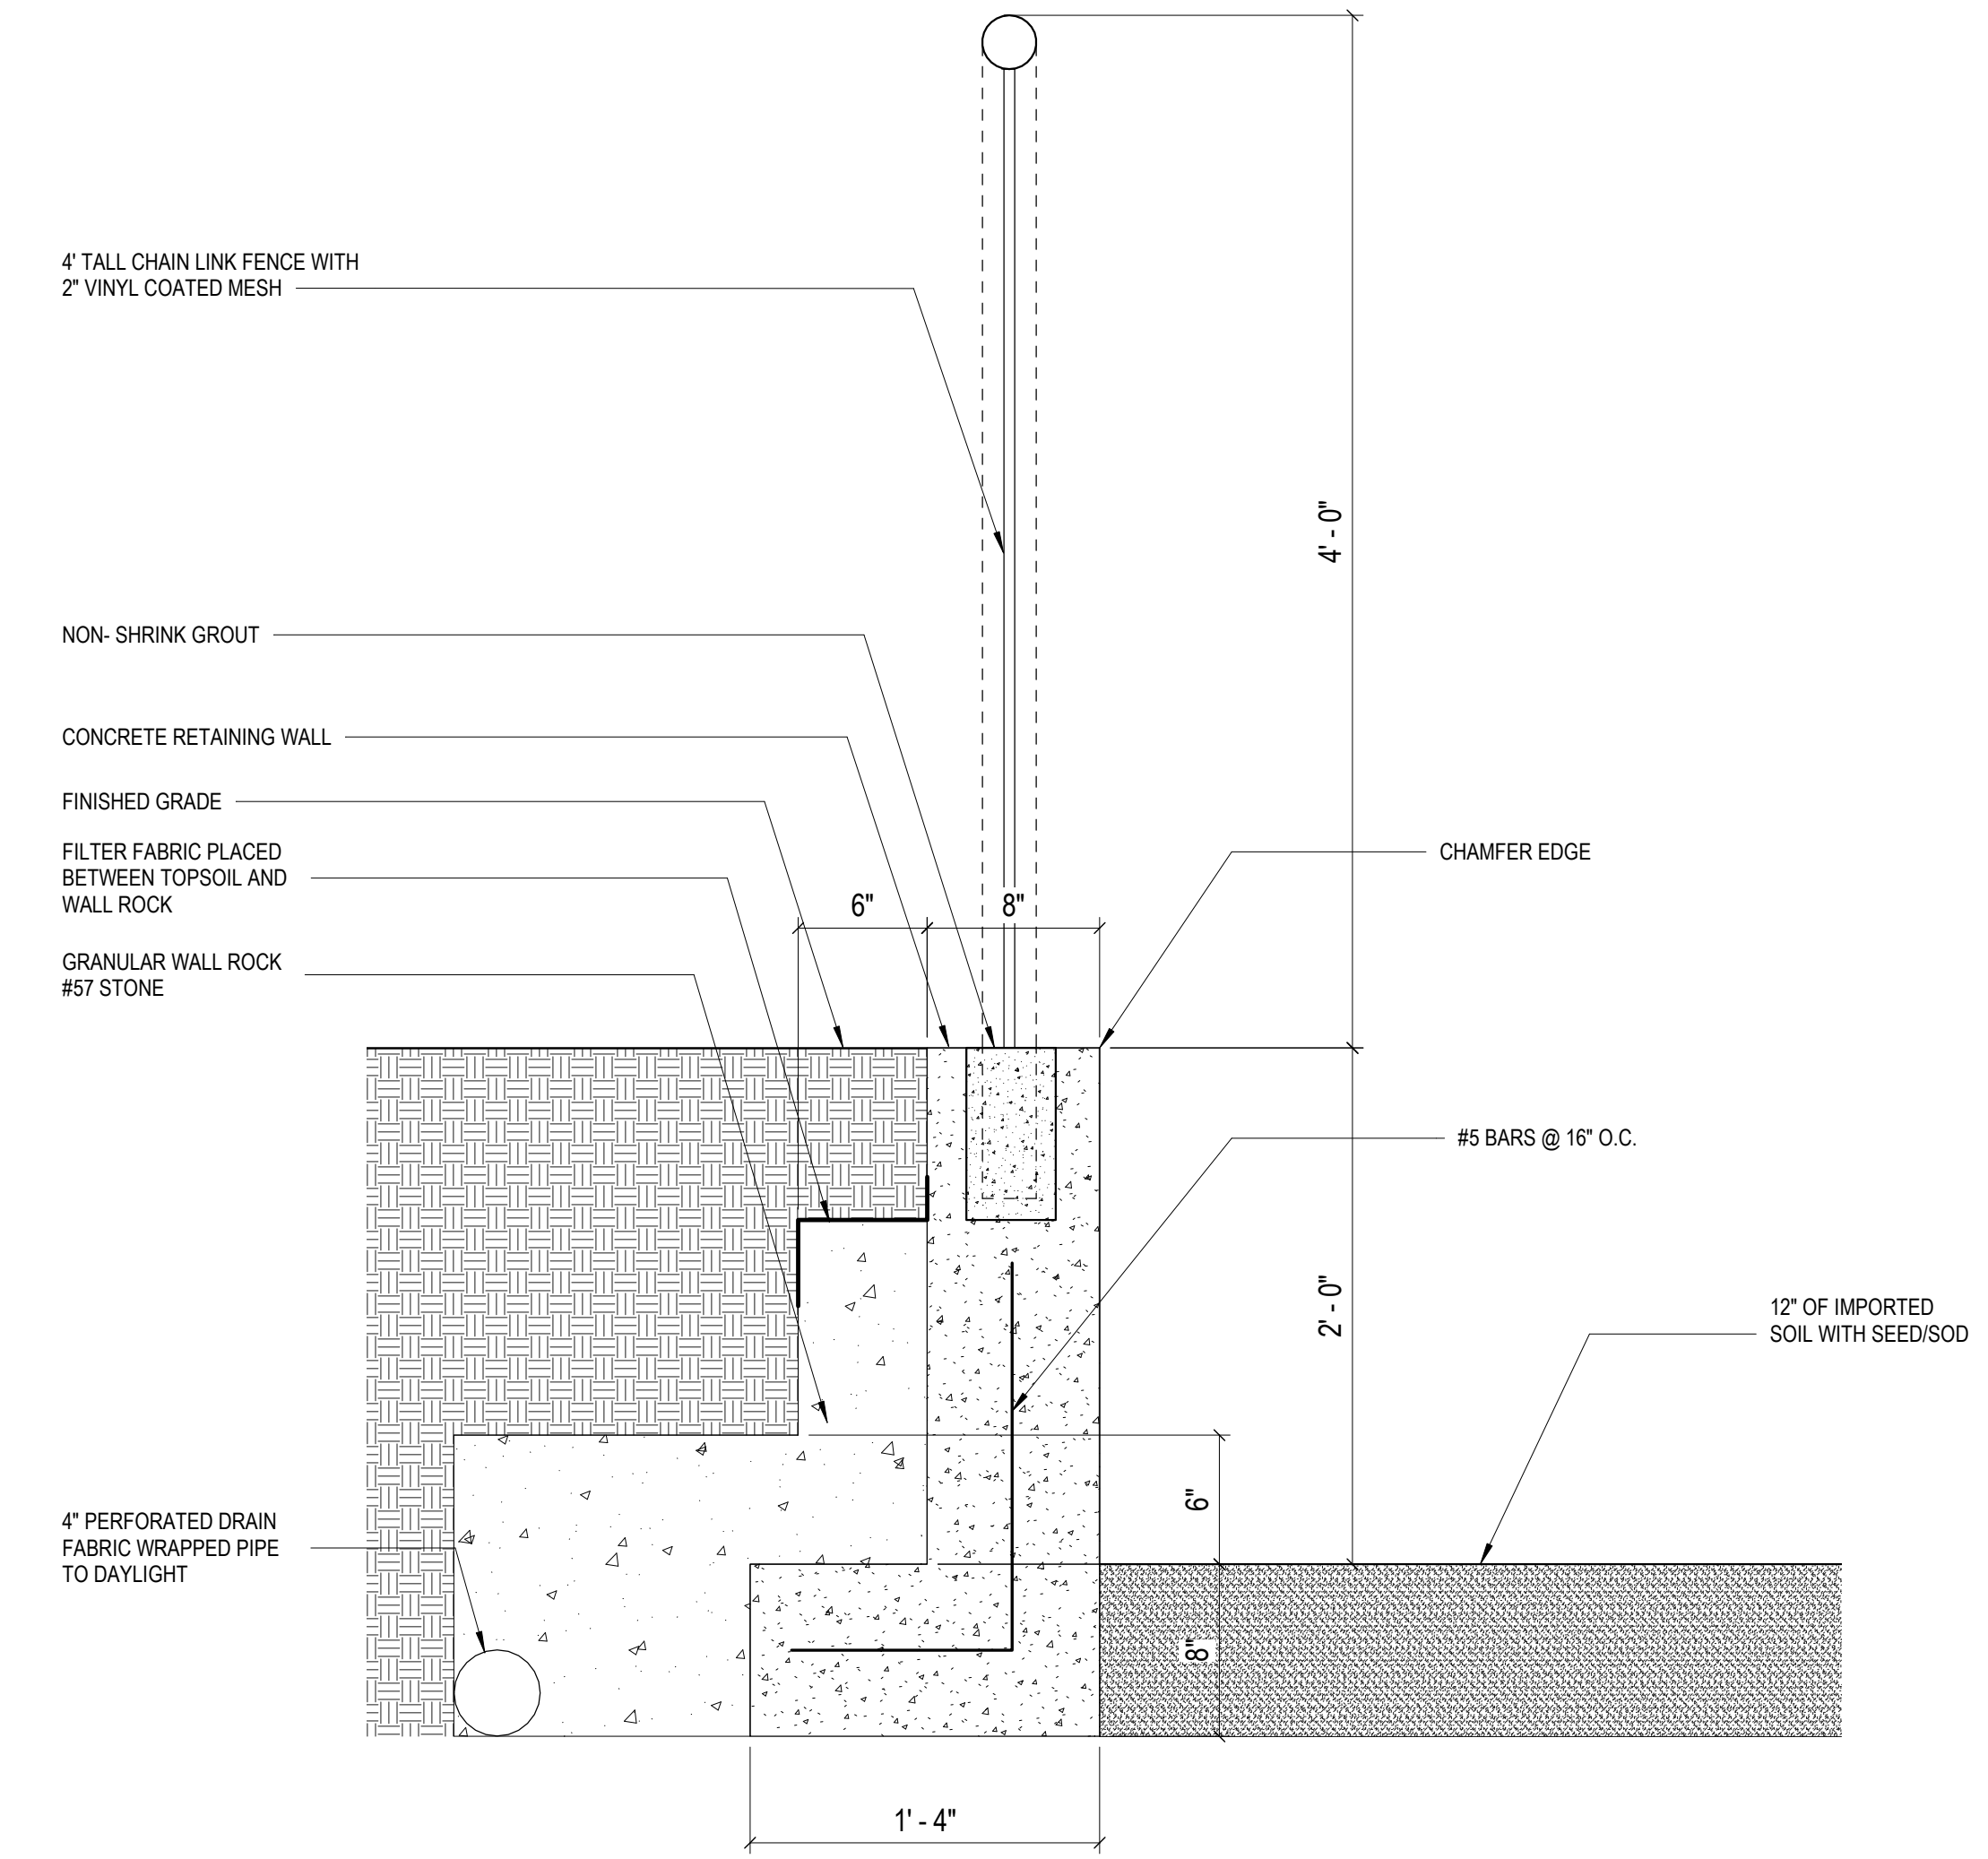 4' TALL CHAIN LINK FENCE WITH
2" VINYL COATED MESH
4' - 0"
NON- SHRINK GROUT
CONCRETE RETAINING WALL
FINISHED GRADE
FILTER FABRIC PLACED
BETWEEN TOPSOIL AND
WALL ROCK
CHAMFER EDGE
6"
8"
GRANULAR WALL ROCK
#57 STONE
#5 BARS @ 16" O.C.
2' - 0"
12" OF IMPORTED
SOIL WITH SEED/SOD
6"
4" PERFORATED DRAIN
FABRIC WRAPPED PIPE
TO DAYLIGHT
8"
1' - 4"